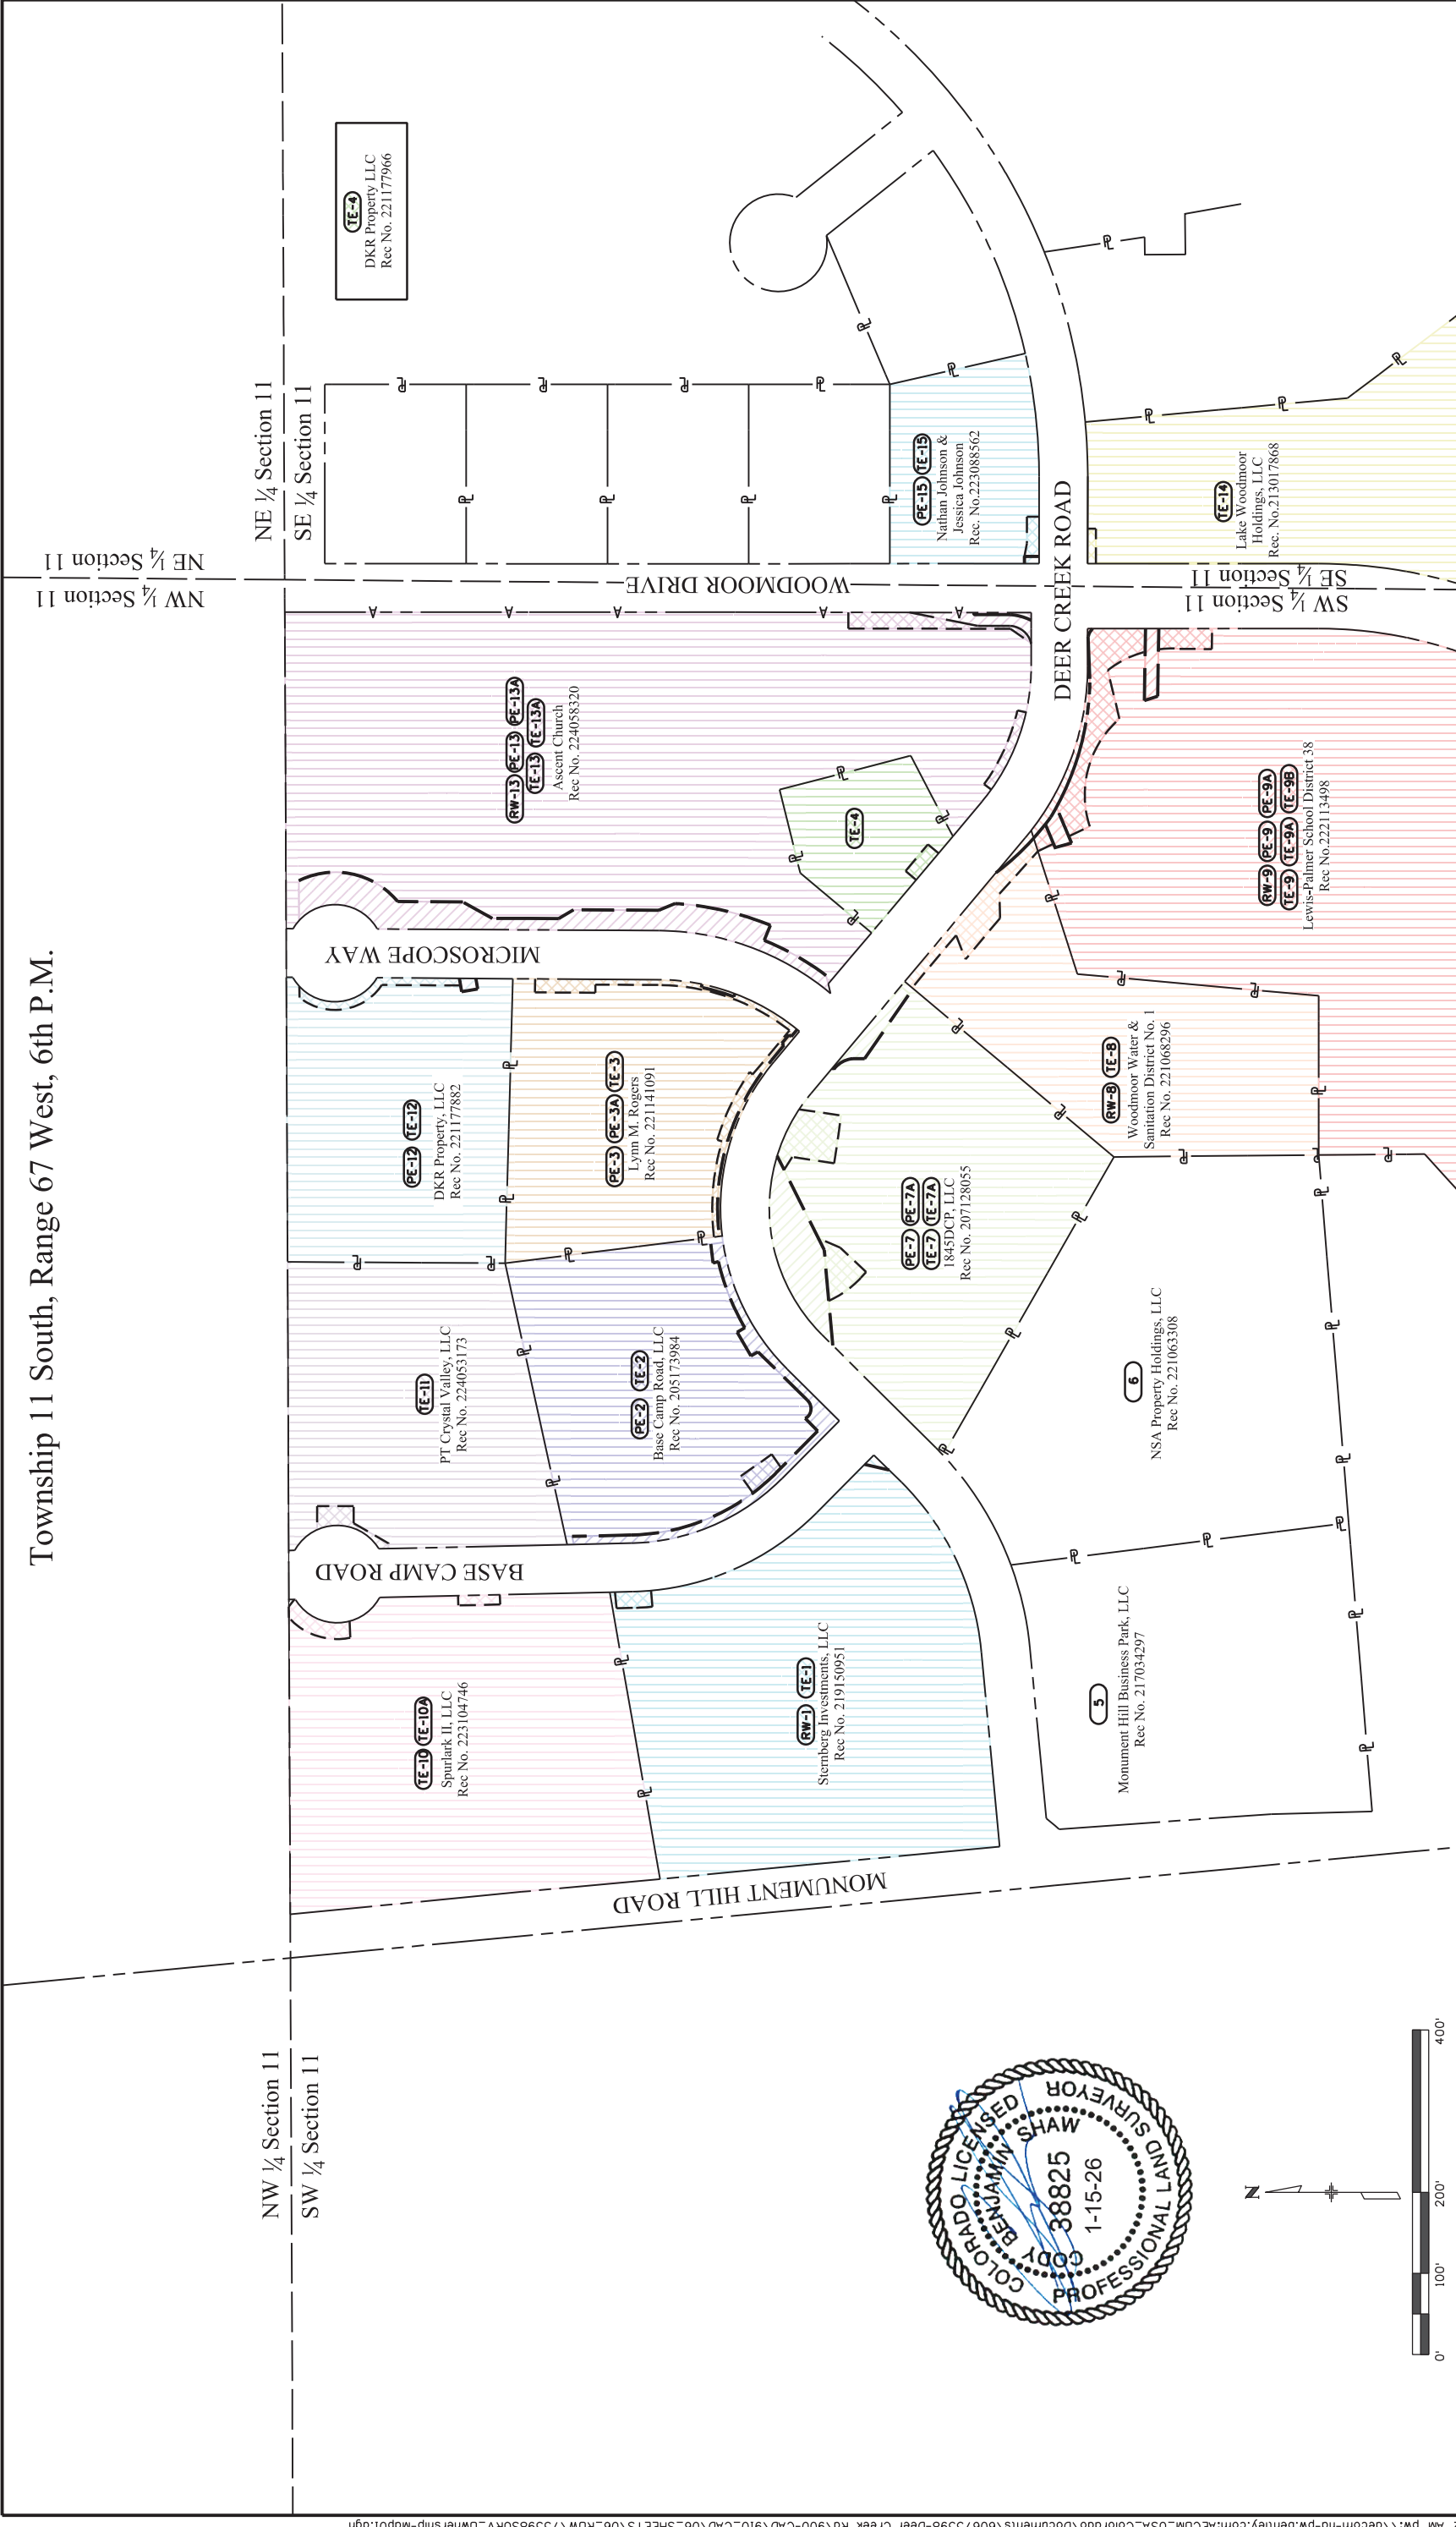 Township 11 South, Range 67 West, 6th P.M.
NW ¼ Section 11
NE ¼ Section 11
NW ¼ Section 11
SW ¼ Section 11
NE ¼ Section 11
SE ¼ Section 11
TE-4
DKR Property LLC
Rec No. 221177966
TE-10 TE-10A
Spurlark II, LLC
Rec No. 223104746
BASE CAMP ROAD
TE-11
PT Crystal Valley, LLC
Rec No. 224053173
PE-12 TE-12
DKR Property, LLC
Rec No. 221177882
MICROSCOPE WAY
RW-13 PE-13 PE-13A
TE-13 TE-13A
Ascent Church
Rec No. 224058320
WOODMOOR DRIVE
MONUMENT HILL ROAD
PE-2 TE-2
Base Camp Road, LLC
Rec No. 205173984
PE-3 PE-3A TE-3
Lynn M. Rogers
Rec No. 221141091
RW-1 TE-1
Sternberg Investments, LLC
Rec No. 219150951
TE-4
PE-7 PE-7A
TE-7 TE-7A
1845DCP, LLC
Rec No. 207128055
PE-15 TE-15
Nathan Johnson &
Jessica Johnson
Rec. No.223088562
DEER CREEK ROAD
5
Monument Hill Business Park, LLC
Rec No. 217034297
6
NSA Property Holdings, LLC
Rec No. 221063308
RW-8 TE-8
Woodmoor Water &
Sanitation District No. 1
Rec No. 221068296
SW ¼ Section 11
SE ¼ Section 11
RW-9 PE-9 PE-9A
TE-9 TE-9A TE-9B
Lewis-Palmer School District 38
Rec No.222113498
TE-14
Lake Woodmoor
Holdings, LLC
Rec. No.213017868
COLORADO LICENSED
CODY BENJAMIN SHAW
38825
1-15-26
PROFESSIONAL LAND SURVEYOR
N
0' 100' 200' 400'